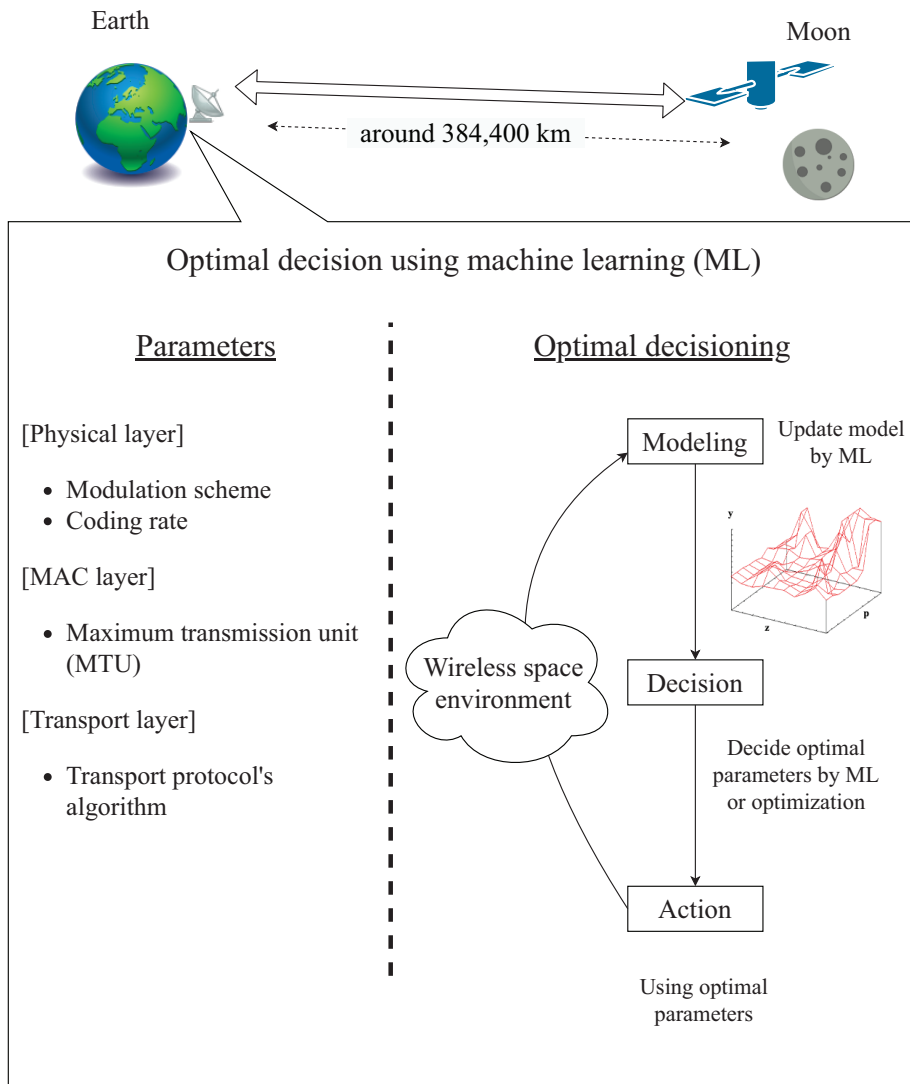 Earth
Moon
around 384,400 km
Optimal decision using machine learning (ML)
Parameters
[Physical layer]
• Modulation scheme
• Coding rate
[MAC layer]
• Maximum transmission unit
(MTU)
[Transport layer]
• Transport protocol's
algorithm
Optimal decisioning
Modeling
Update model
by ML
y
z
p
Wireless space
environment
Decision
Decide optimal
parameters by ML
or optimization
Action
Using optimal
parameters